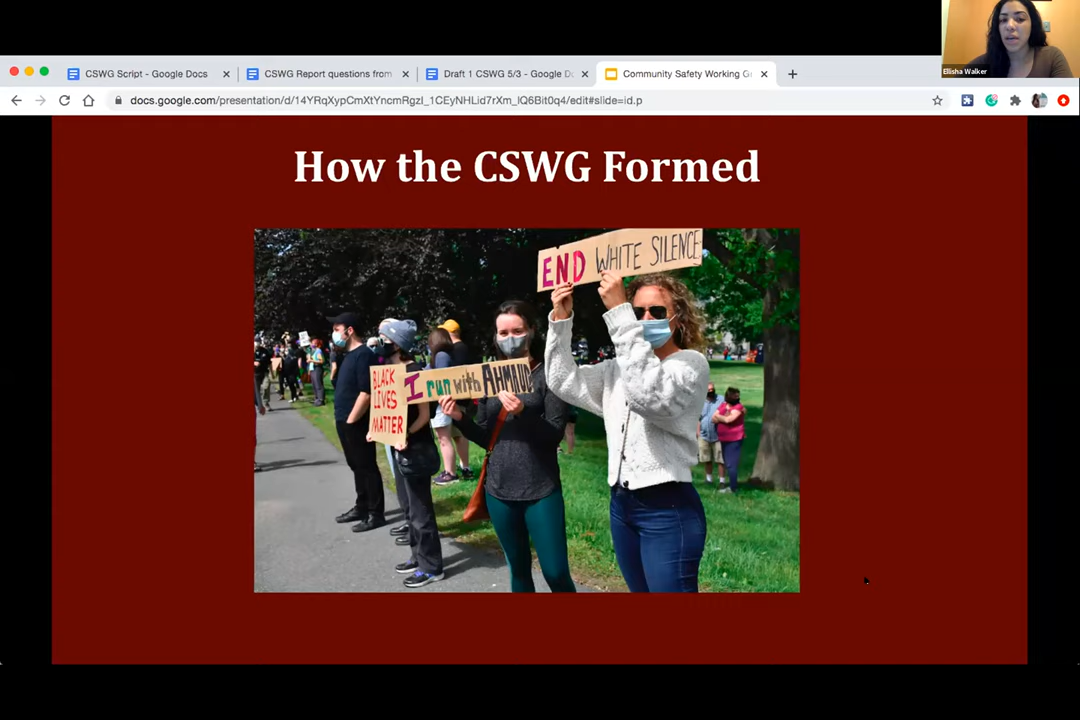 Ellisha Walker
CSWG Script - Google Docs
CSWG Report questions from
Draft 1 CSWG 5/3 - Google D
Community Safety Working G
docs.google.com/presentation/d/14YRqXypCmXtYncmRgzI_1CEyNHLid7rXm_lQ6Bit0q4/edit#slide=id.p
How the CSWG Formed
END WHITE SILENCE
BLACK
LIVES
MATTER
I run with AHMAUD